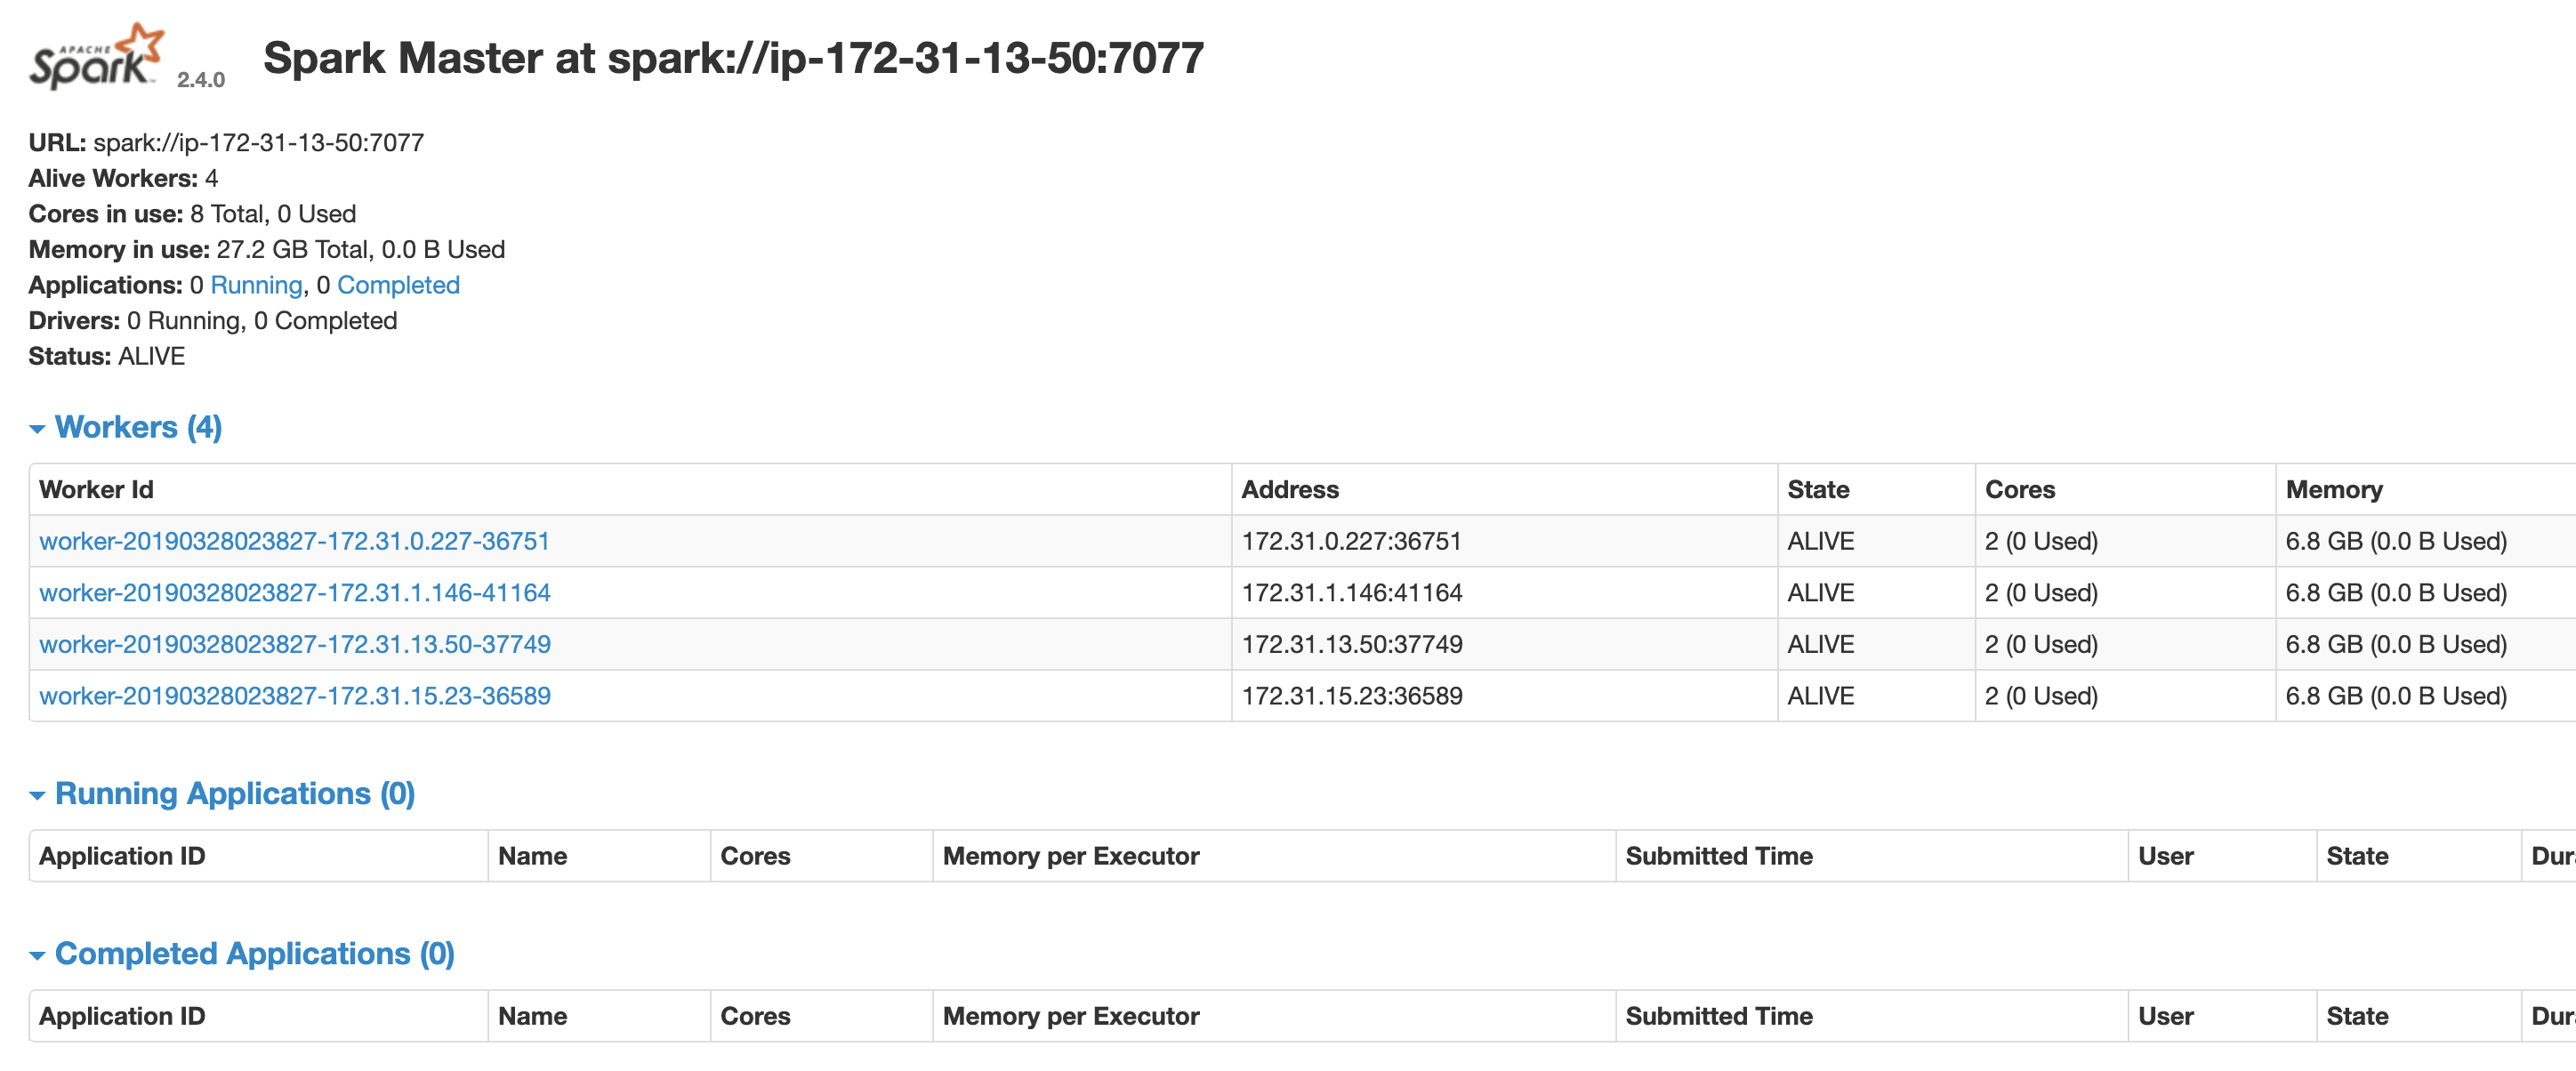 APACHE
Spark 2.4.0 Spark Master at spark://ip-172-31-13-50:7077
URL: spark://ip-172-31-13-50:7077
Alive Workers: 4
Cores in use: 8 Total, 0 Used
Memory in use: 27.2 GB Total, 0.0 B Used
Applications: 0 Running, 0 Completed
Drivers: 0 Running, 0 Completed
Status: ALIVE
Workers (4)
Worker Id Address State Cores Memory
worker-20190328023827-172.31.0.227-36751 172.31.0.227:36751 ALIVE 2 (0 Used) 6.8 GB (0.0 B Used)
worker-20190328023827-172.31.1.146-41164 172.31.1.146:41164 ALIVE 2 (0 Used) 6.8 GB (0.0 B Used)
worker-20190328023827-172.31.13.50-37749 172.31.13.50:37749 ALIVE 2 (0 Used) 6.8 GB (0.0 B Used)
worker-20190328023827-172.31.15.23-36589 172.31.15.23:36589 ALIVE 2 (0 Used) 6.8 GB (0.0 B Used)
Running Applications (0)
Application ID Name Cores Memory per Executor Submitted Time User State Dur
Completed Applications (0)
Application ID Name Cores Memory per Executor Submitted Time User State Dur